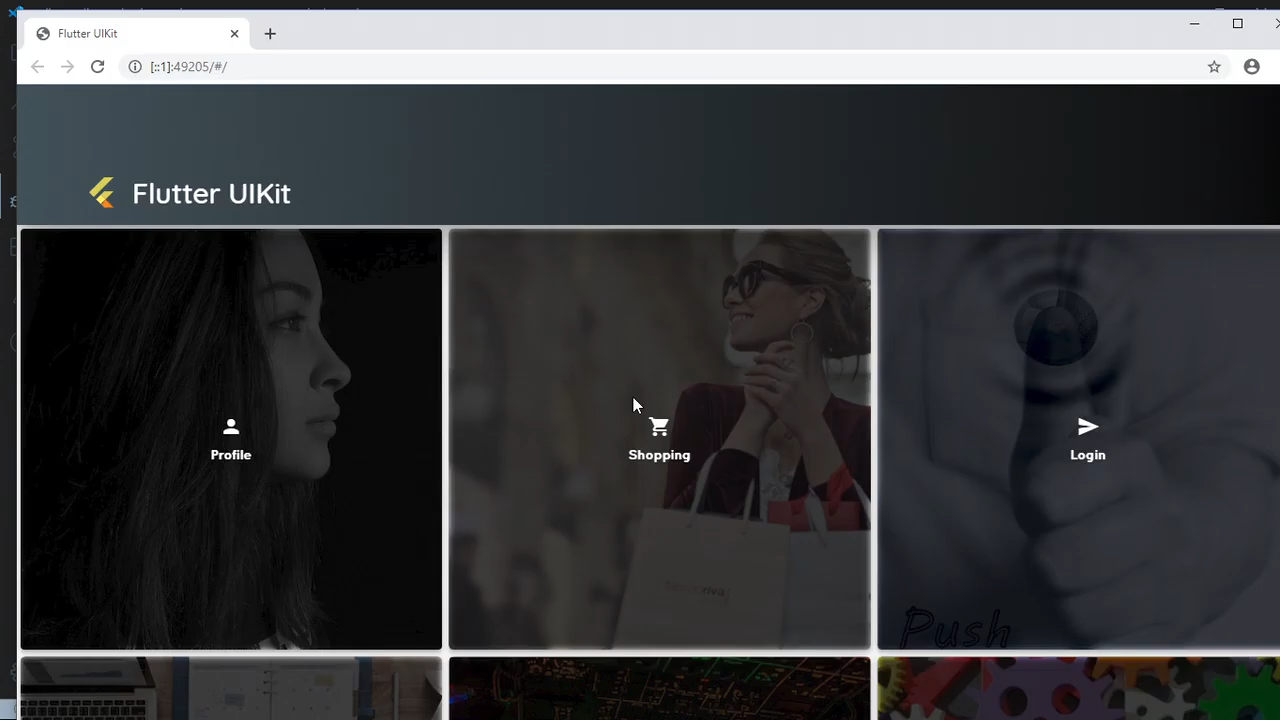 Flutter UIKit
[::1]:49205/#/
Flutter UIKit
Profile
Shopping
Login
Push